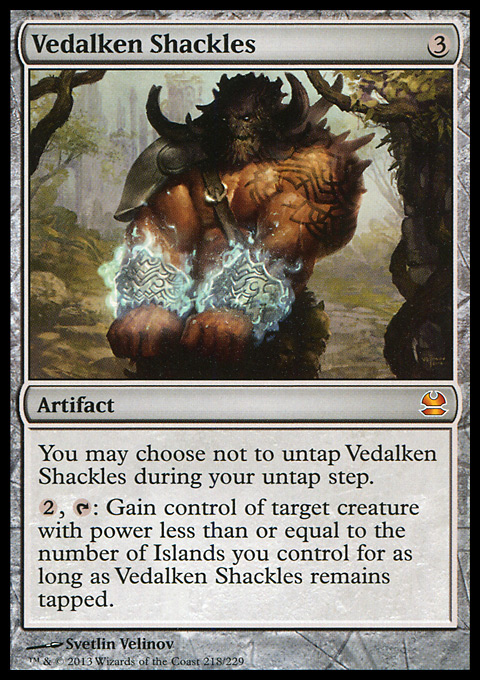 Vedalken Shackles 3
Artifact
You may choose not to untap Vedalken
Shackles during your untap step.
2, : Gain control of target creature
with power less than or equal to the
number of Islands you control for as
long as Vedalken Shackles remains
tapped.
Svetlin Velinov
™ & © 2013 Wizards of the Coast 218/229